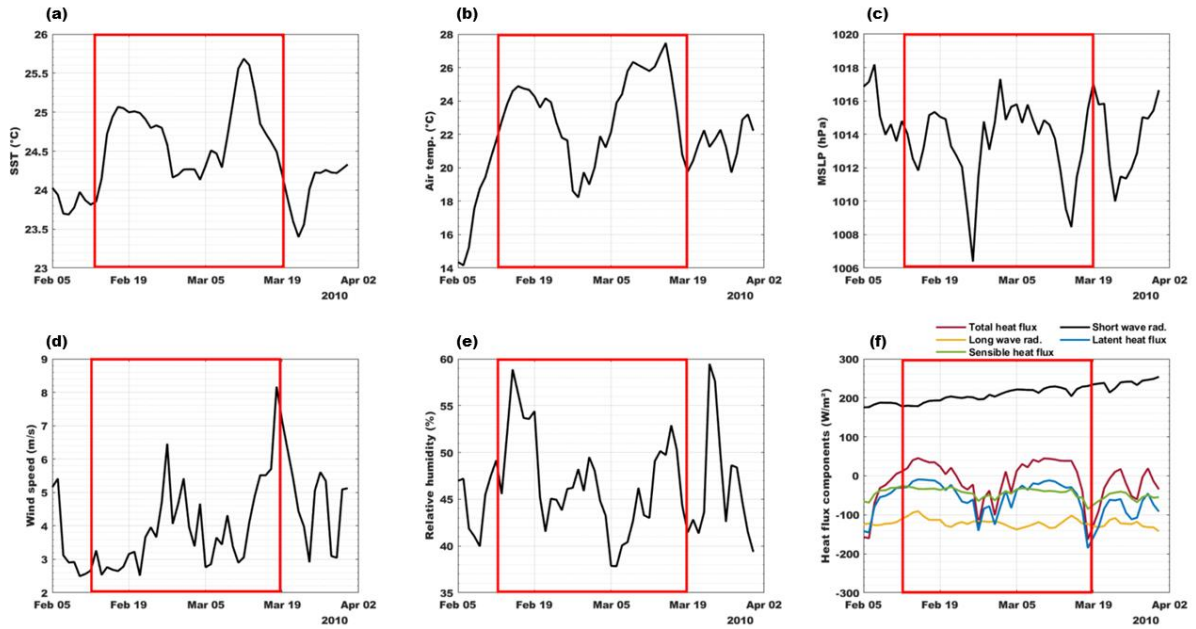 (a)
SST (°C)
26
25.5
25
24.5
24
23.5
23
Feb 05
Feb 19
Mar 05
Mar 19
Apr 02
2010
(b)
Air temp. (°C)
28
26
24
22
20
18
16
14
Feb 05
Feb 19
Mar 05
Mar 19
Apr 02
2010
(c)
MSLP (hPa)
1020
1018
1016
1014
1012
1010
1008
1006
Feb 05
Feb 19
Mar 05
Mar 19
Apr 02
2010
(d)
Wind speed (m/s)
9
8
7
6
5
4
3
2
Feb 05
Feb 19
Mar 05
Mar 19
Apr 02
2010
(e)
Relative humidity (%)
60
55
50
45
40
35
Feb 05
Feb 19
Mar 05
Mar 19
Apr 02
2010
Total heat flux
Short wave rad.
Long wave rad.
Latent heat flux
Sensible heat flux
(f)
Heat flux components (W/m²)
300
200
100
0
-100
-200
-300
Feb 05
Feb 19
Mar 05
Mar 19
Apr 02
2010